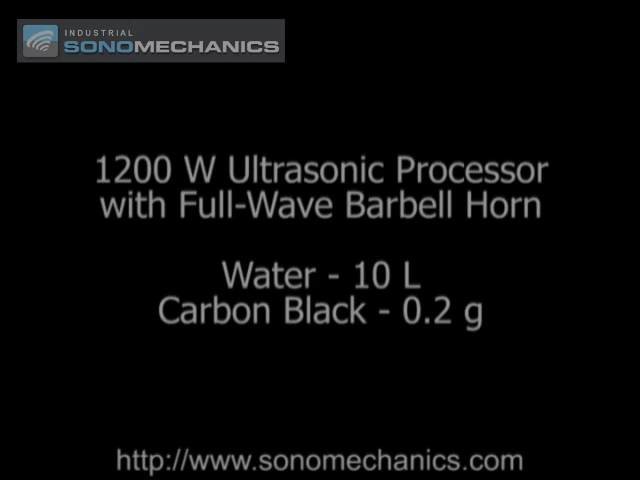 INDUSTRIAL
SONOMECHANICS
1200 W Ultrasonic Processor
with Full-Wave Barbell Horn
Water - 10 L
Carbon Black - 0.2 g
http://www.sonomechanics.com